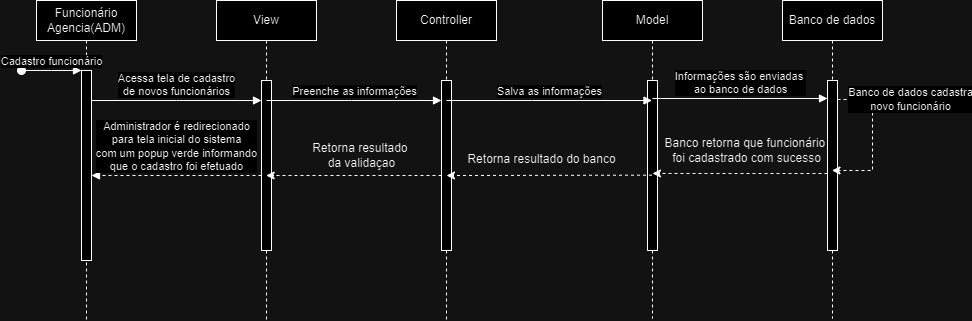 Funcionário
Agencia(ADM)
View
Controller
Model
Banco de dados
Cadastro funcionário
Acessa tela de cadastro
de novos funcionários
Preenche as informações
Salva as informações
Informações são enviadas
ao banco de dados
Banco de dados cadastra
novo funcionário
Administrador é redirecionado
para tela inicial do sistema
com um popup verde informando
que o cadastro foi efetuado
Retorna resultado
da validaçao
Retorna resultado do banco
Banco retorna que funcionário
foi cadastrado com sucesso